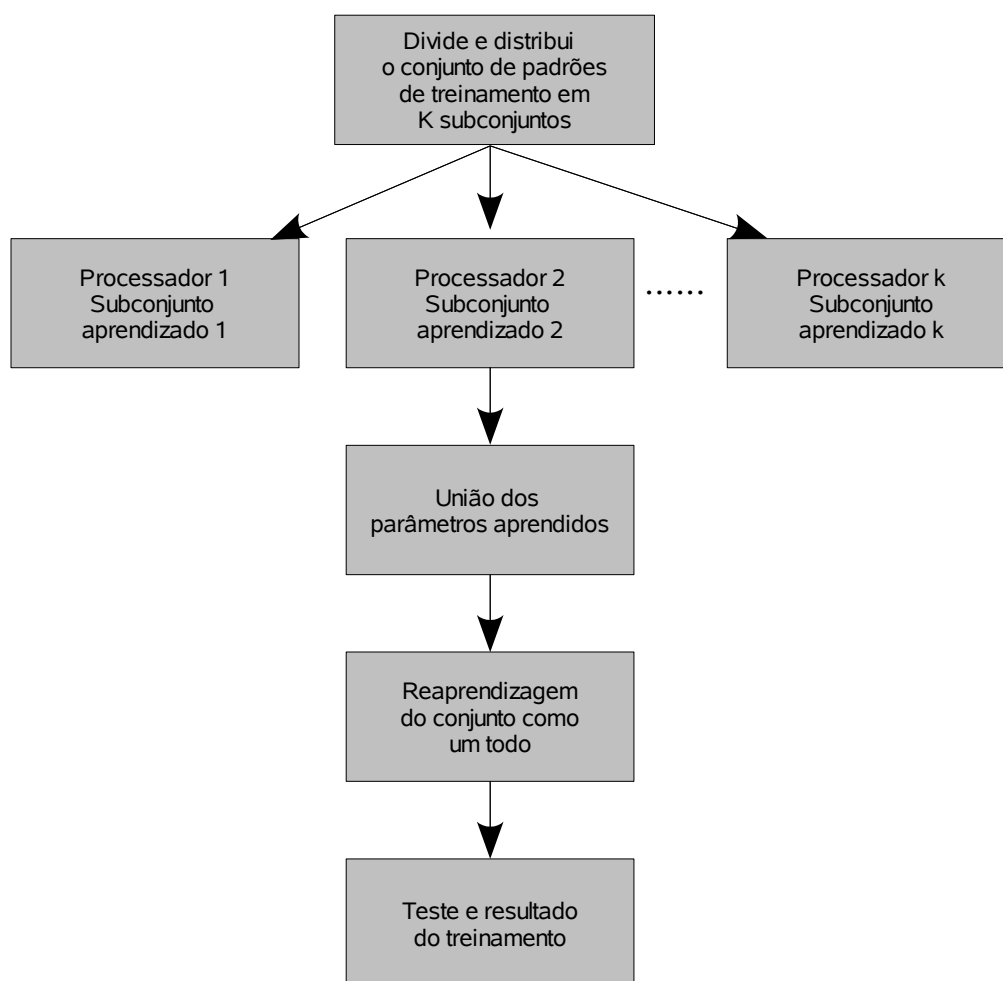 Divide e distribui
o conjunto de padrões
de treinamento em
K subconjuntos
Processador 1
Subconjunto
aprendizado 1
Processador 2
Subconjunto
aprendizado 2
......
Processador k
Subconjunto
aprendizado k
União dos
parâmetros aprendidos
Reaprendizagem
do conjunto como
um todo
Teste e resultado
do treinamento